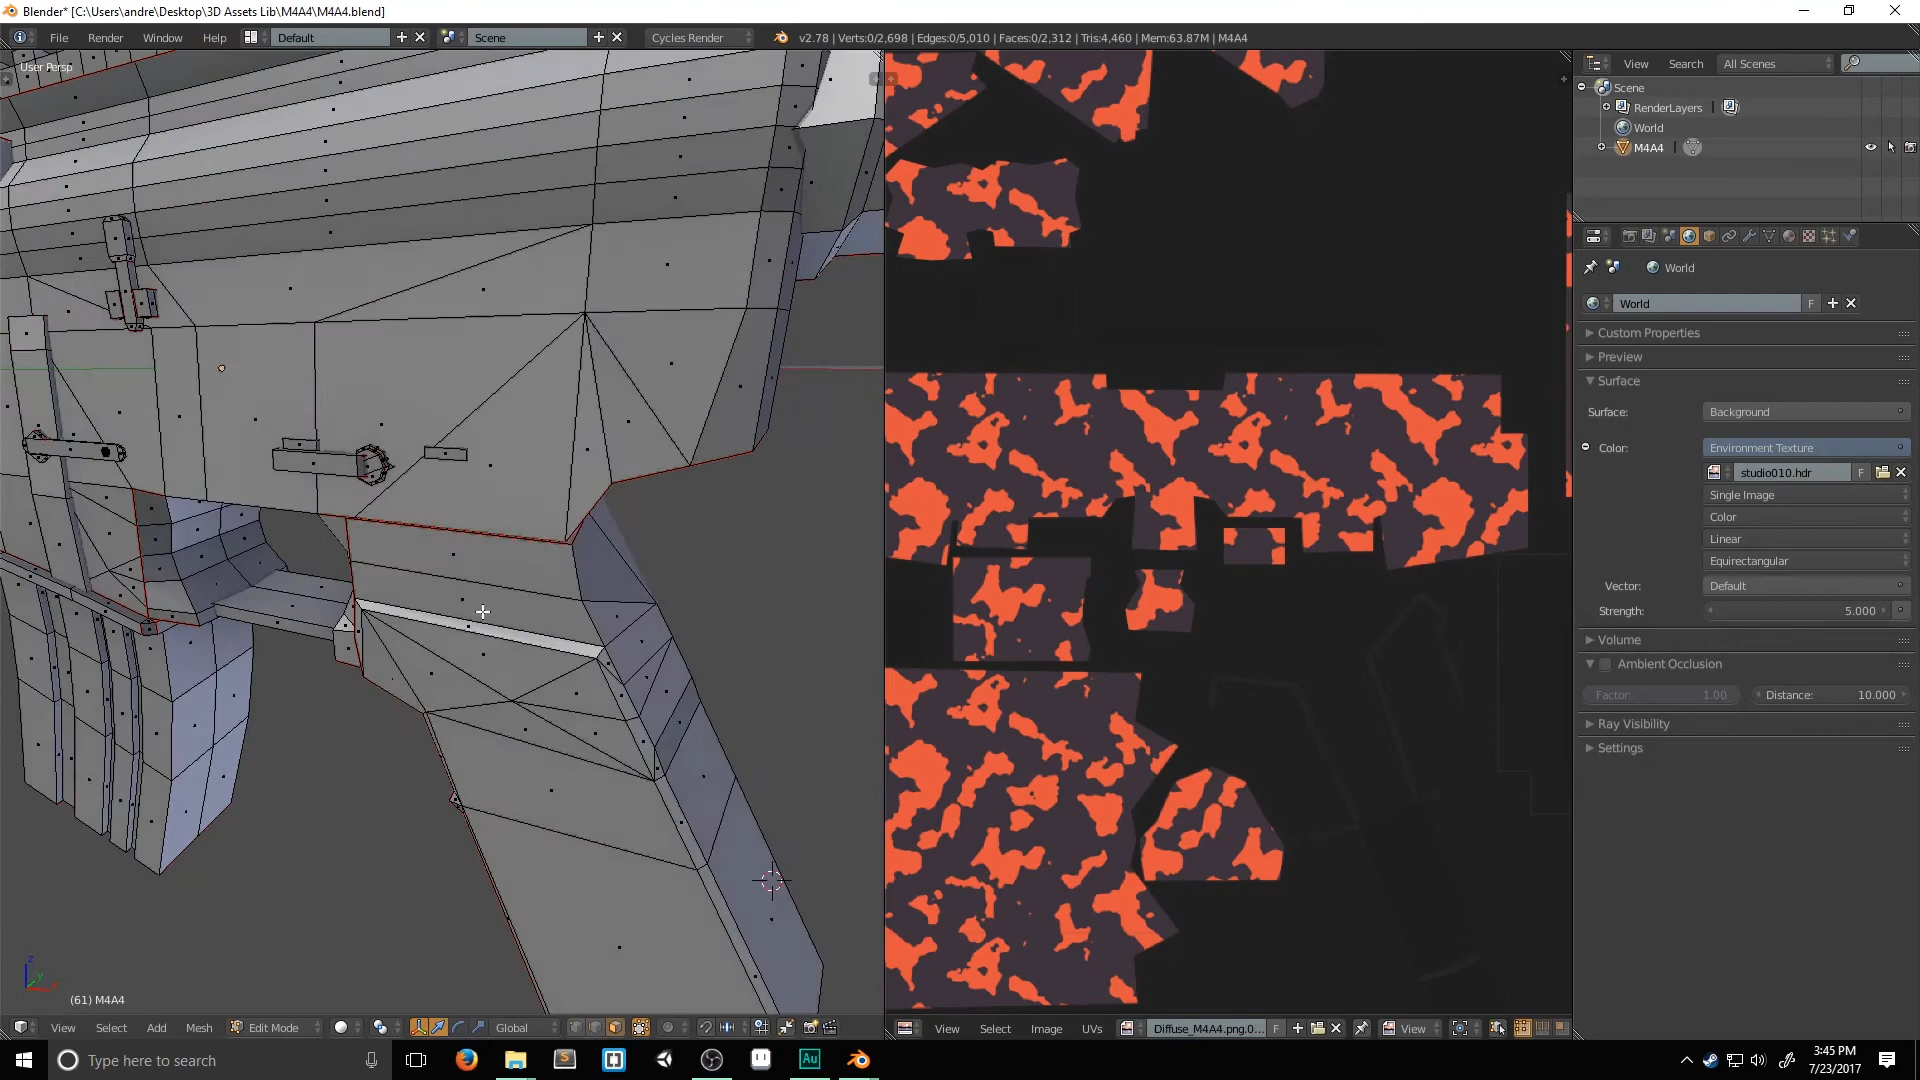 Blender* [C:\Users\andre\Desktop\3D Assets Lib\M4A4\M4A4.blend]
File Render Window Help Default Scene Cycles Render v2.78 | Verts:0/2,698 | Edges:0/5,010 | Faces:0/2,312 | Tris:4,460 | Mem:63.87M | M4A4
User Persp
View Search All Scenes
Scene
RenderLayers
World
M4A4
World
World F
Custom Properties
Preview
Surface
Surface: Background
Color: Environment Texture
studio010.hdr F
Single Image
Color
Linear
Equirectangular
Vector: Default
Strength: 5.000
Volume
Ambient Occlusion
Factor: 1.00 Distance: 10.000
Ray Visibility
Settings
z
y
(61) M4A4
View Select Add Mesh Edit Mode Global
View Select Image UVs Diffuse_M4A4.png.0... F View
Type here to search
S
Au
3:45 PM
7/23/2017